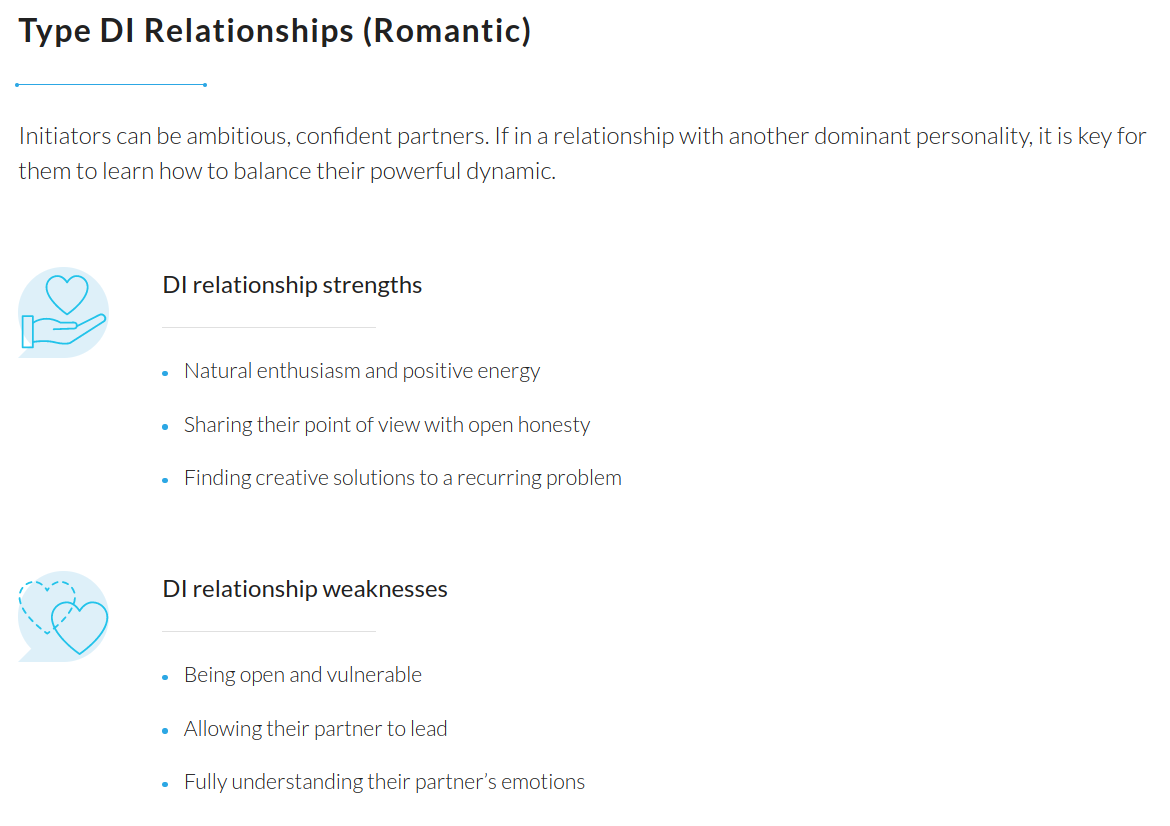 Type DI Relationships (Romantic)
Initiators can be ambitious, confident partners. If in a relationship with another dominant personality, it is key for
them to learn how to balance their powerful dynamic.
DI relationship strengths
Natural enthusiasm and positive energy
Sharing their point of view with open honesty
Finding creative solutions to a recurring problem
DI relationship weaknesses
Being open and vulnerable
Allowing their partner to lead
Fully understanding their partner’s emotions